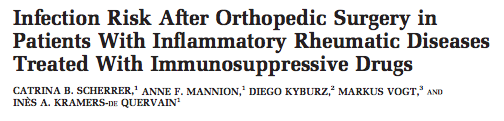 Infection Risk After Orthopedic Surgery in
Patients With Inflammatory Rheumatic Diseases
Treated With Immunosuppressive Drugs
CATRINA B. SCHERRER,¹ ANNE F. MANNION,¹ DIEGO KYBURZ,² MARKUS VOGT,³ AND
INÈS A. KRAMERS-DE QUERVAIN¹